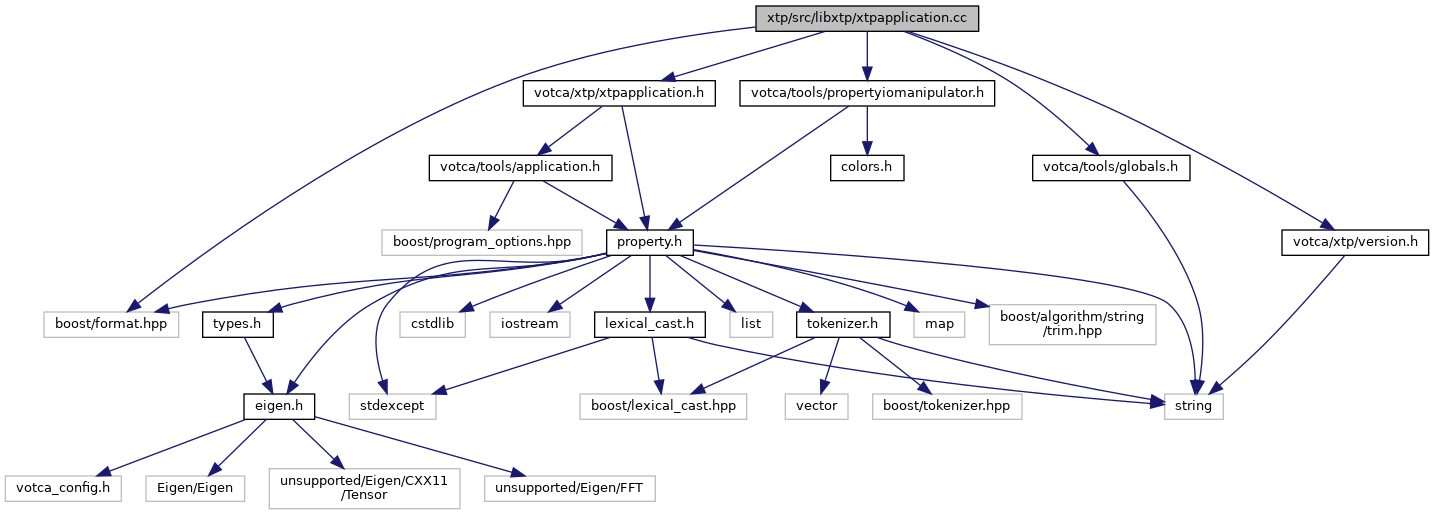 xtp/src/libxtp/xtpapplication.cc
votca/xtp/xtpapplication.h
votca/tools/propertyiomanipulator.h
votca/tools/application.h
colors.h
votca/tools/globals.h
boost/program_options.hpp
property.h
votca/xtp/version.h
boost/format.hpp
types.h
cstdlib
iostream
lexical_cast.h
list
tokenizer.h
map
boost/algorithm/string
/trim.hpp
eigen.h
stdexcept
boost/lexical_cast.hpp
vector
boost/tokenizer.hpp
string
votca_config.h
Eigen/Eigen
unsupported/Eigen/CXX11
/Tensor
unsupported/Eigen/FFT